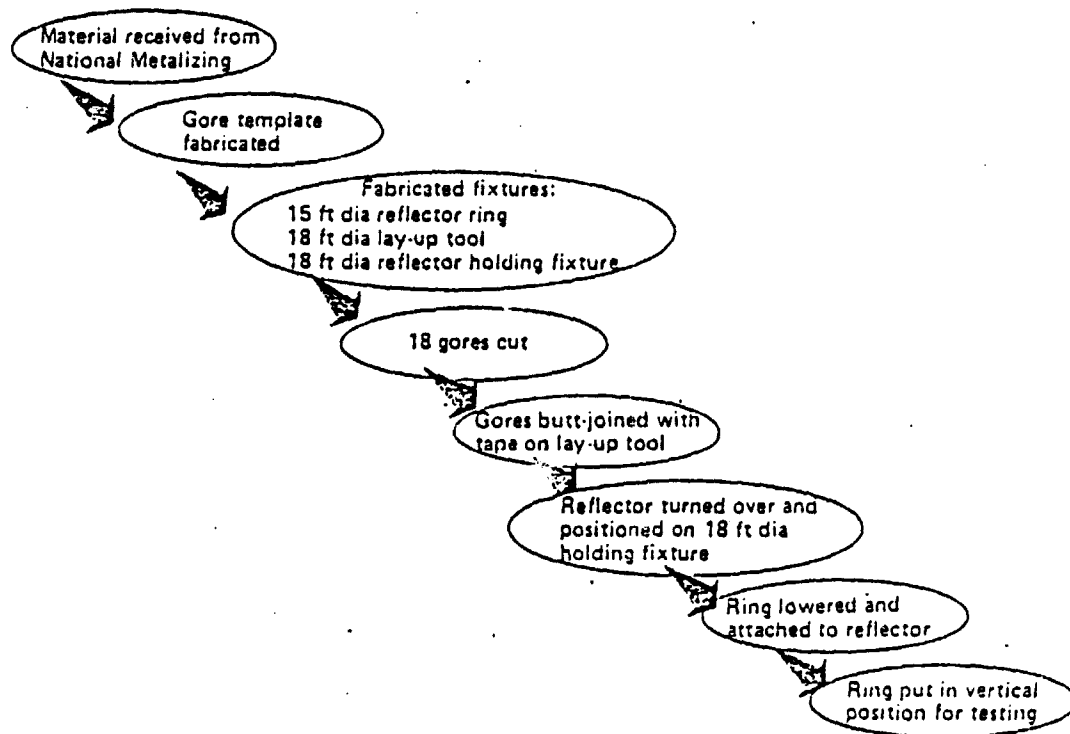 Material received from
National Metalizing
Gore template
fabricated
Fabricated fixtures:
15 ft dia reflector ring
18 ft dia lay-up tool
18 ft dia reflector holding fixture
18 gores cut
Gores butt-joined with
tape on lay-up tool
Reflector turned over and
positioned on 18 ft dia
holding fixture
Ring lowered and
attached to reflector
Ring put in vertical
position for testing